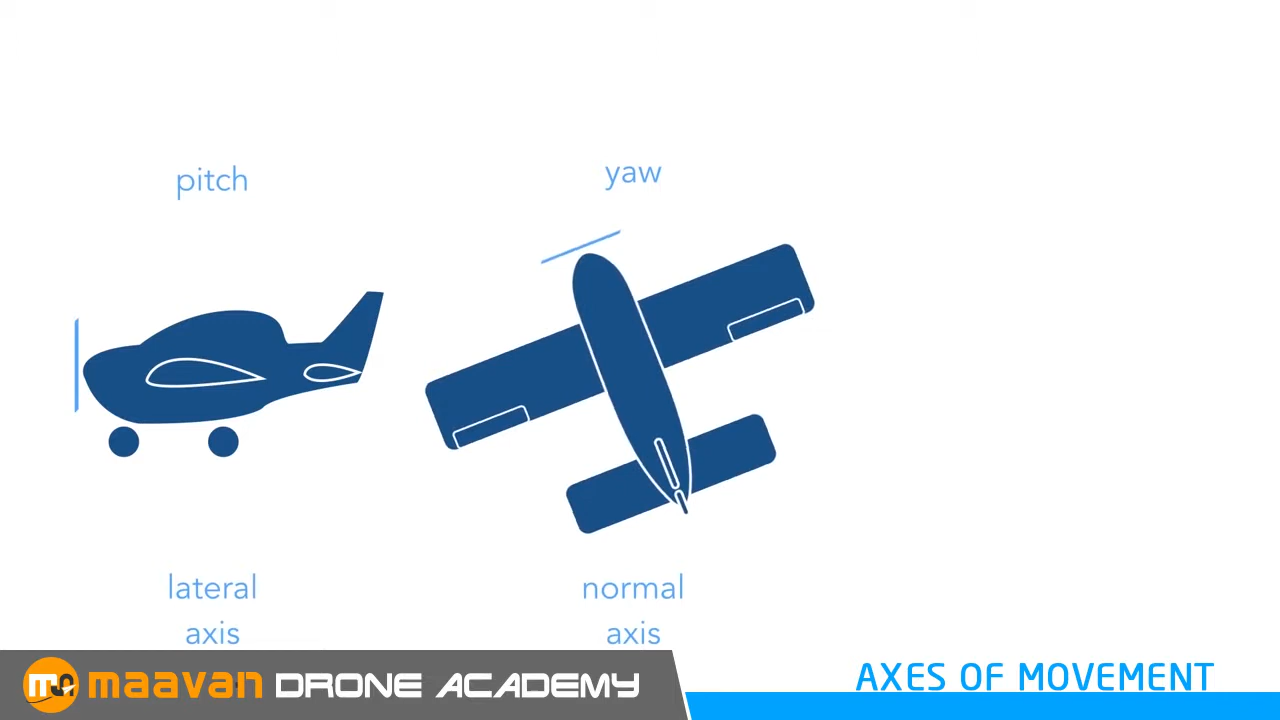 pitch
yaw
lateral
axis
normal
axis
maavan DRONE ACADEMY
AXES OF MOVEMENT